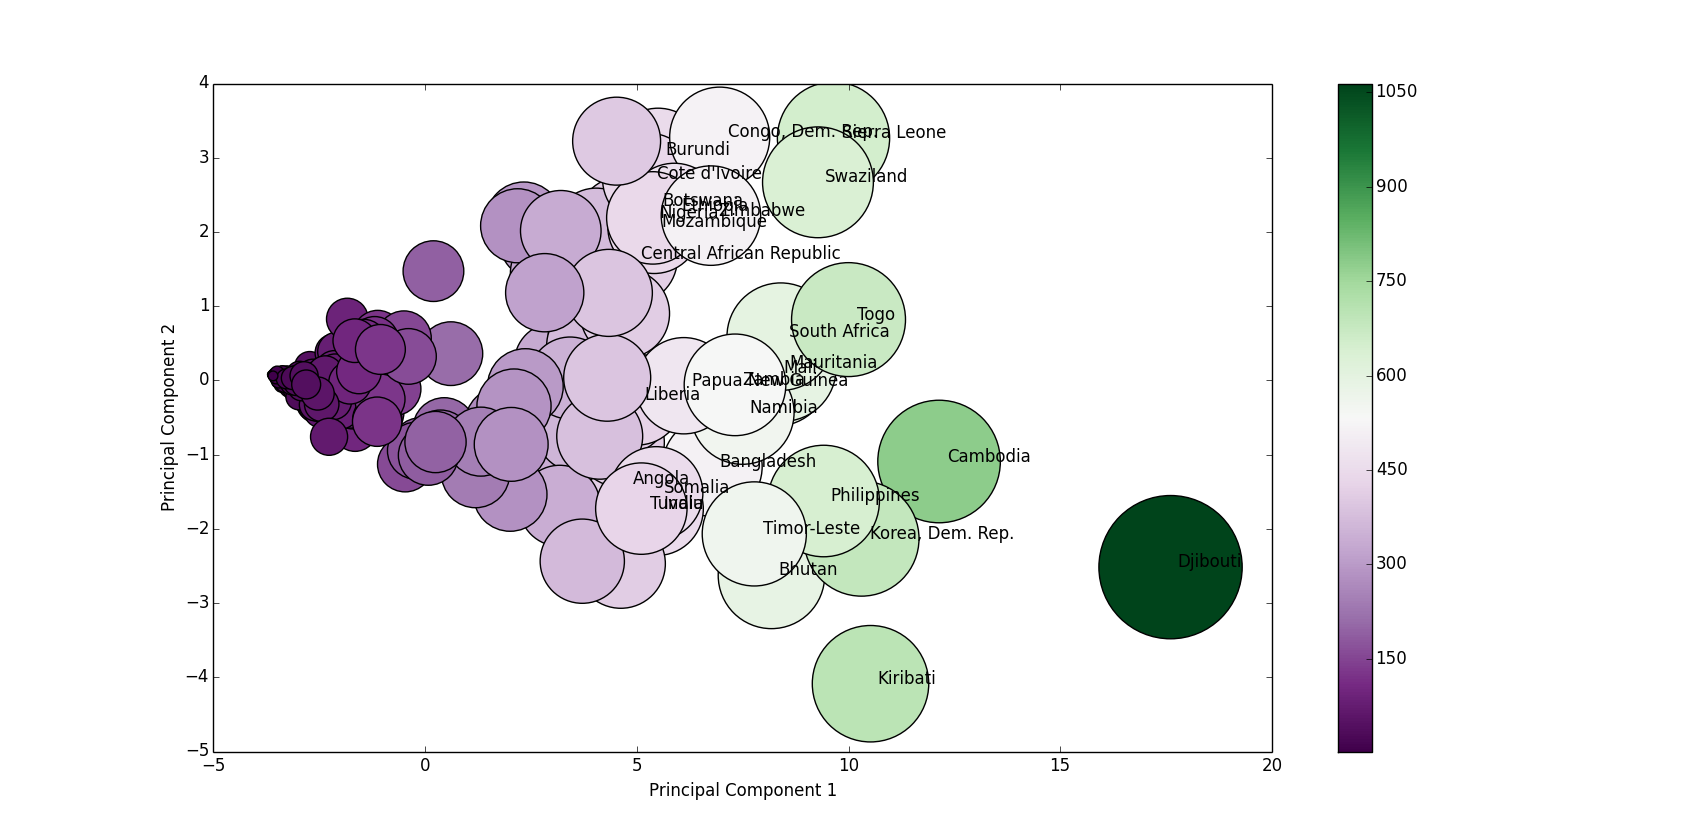 4
3
2
1
0
−1
−2
−3
−4
−5
Principal Component 2
Congo, Dem. Rep.
Sierra Leone
Burundi
Cote d'Ivoire
Swaziland
Botswana
Ethiopia
Nigeria
Zimbabwe
Mozambique
Central African Republic
Togo
South Africa
Mauritania
Mali
Papua New Guinea
Zambia
Liberia
Namibia
Cambodia
Bangladesh
Angola
Somalia
Philippines
Tuvalu
India
Timor-Leste
Korea, Dem. Rep.
Djibouti
Bhutan
Kiribati
−5 0 5 10 15 20
Principal Component 1
1050
900
750
600
450
300
150